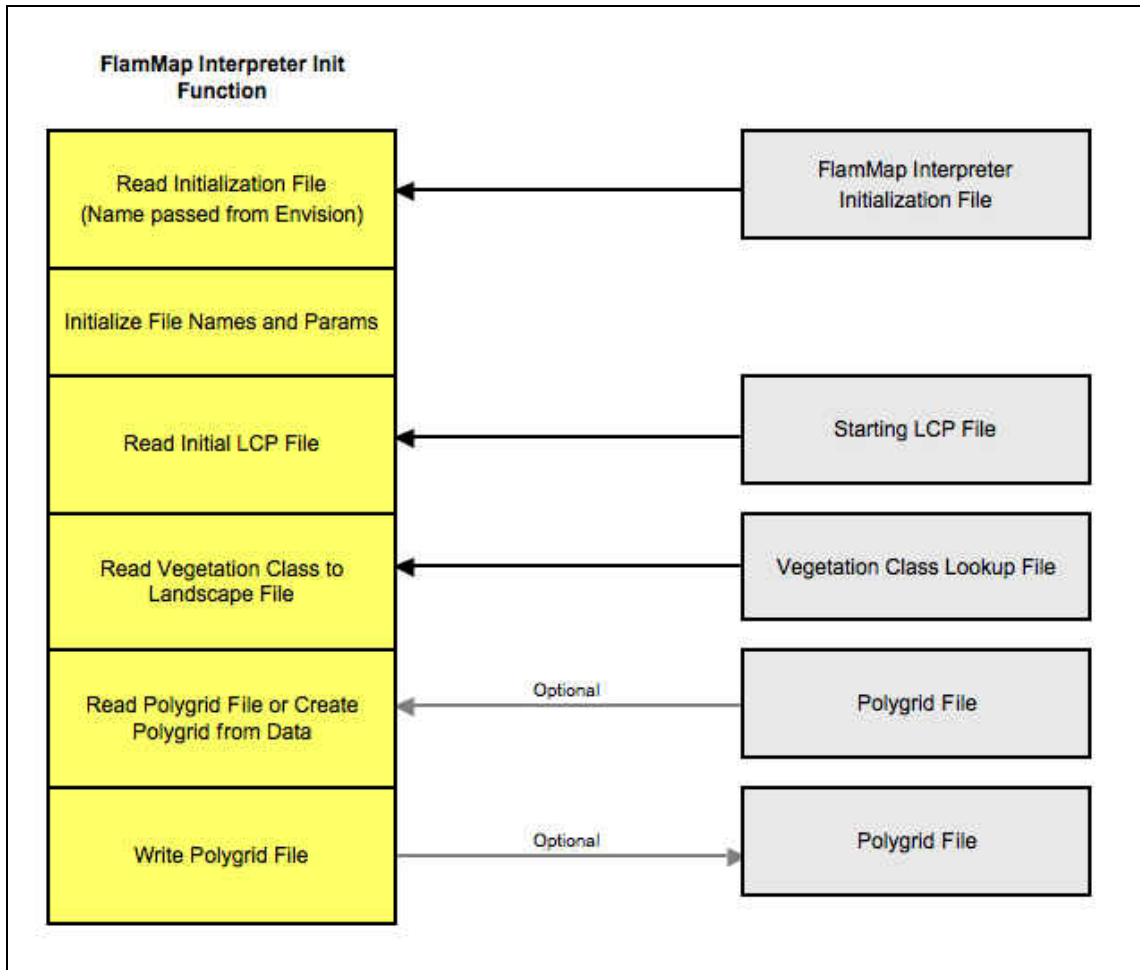 FlamMap Interpreter Init
Function
Read Initialization File
(Name passed from Envision)
FlamMap Interpreter
Initialization File
Initialize File Names and Params
Read Initial LCP File
Starting LCP File
Read Vegetation Class to
Landscape File
Vegetation Class Lookup File
Read Polygrid File or Create
Polygrid from Data
Optional
Polygrid File
Write Polygrid File
Optional
Polygrid File